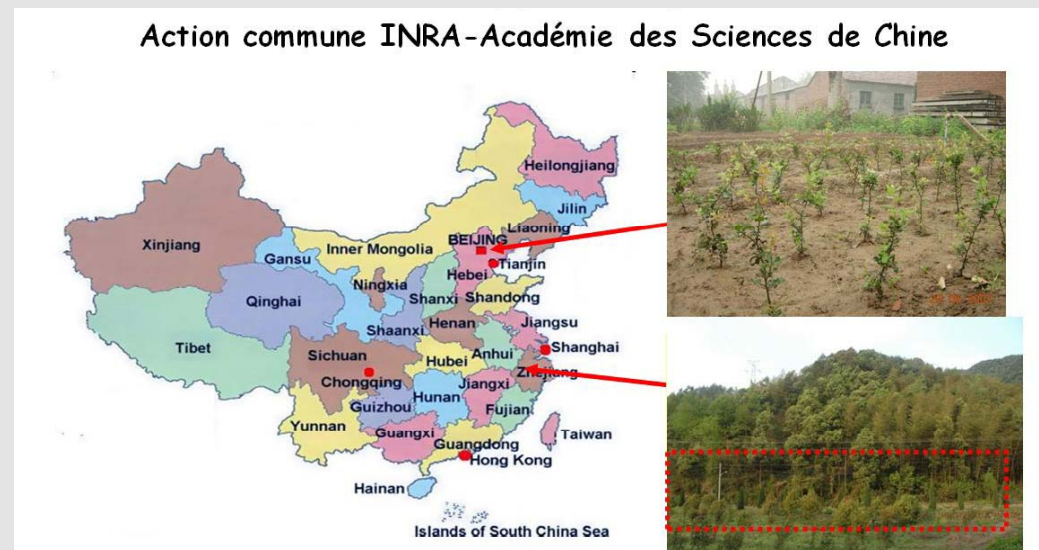 Action commune INRA-Académie des Sciences de Chine
Heilongjiang
Jilin
Liaoning
Xinjiang
Inner Mongolia
BEIJING
Gansu
Tianjin
Hebei
Ningxia
Qinghai
Shanxi
Shandong
Shaanxi
Henan
Jiangsu
Tibet
Sichuan
Hubei
Anhui
Shanghai
Zhejiang
Chongqing
Hunan
Jiangxi
Guizhou
Fujian
Yunnan
Guangxi
Guangdong
Taiwan
Hong Kong
Hainan
Islands of South China Sea